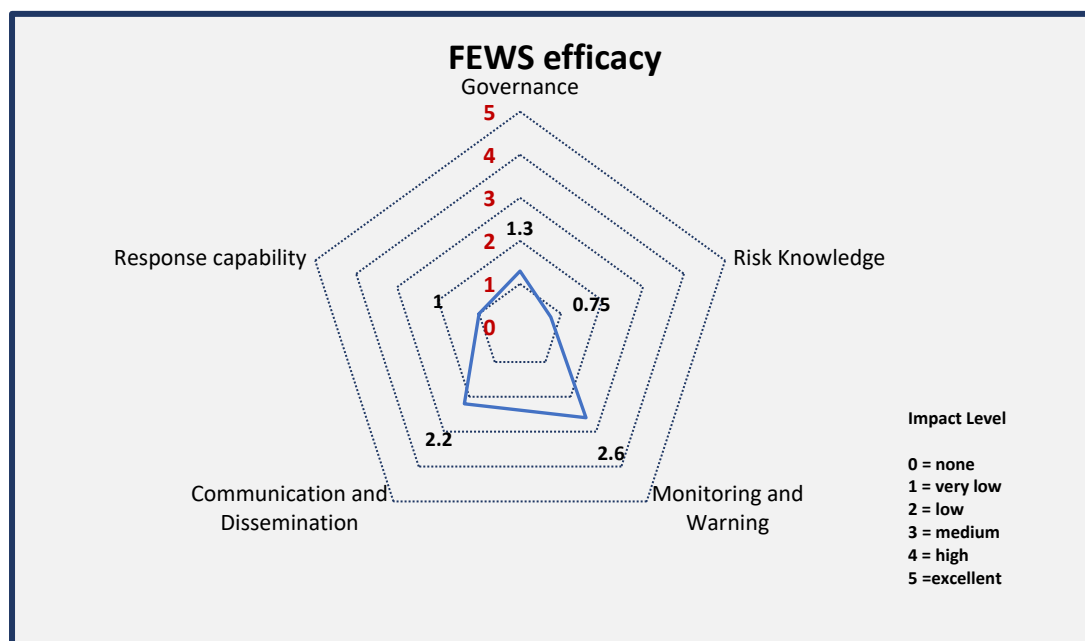 FEWS efficacy
Governance
5
4
3
1.3
2
Response capability
Risk Knowledge
1
1
0.75
0
Impact Level
2.2
2.6
0 = none
1 = very low
Communication and
Dissemination
Monitoring and
Warning
2 = low
3 = medium
4 = high
5 =excellent